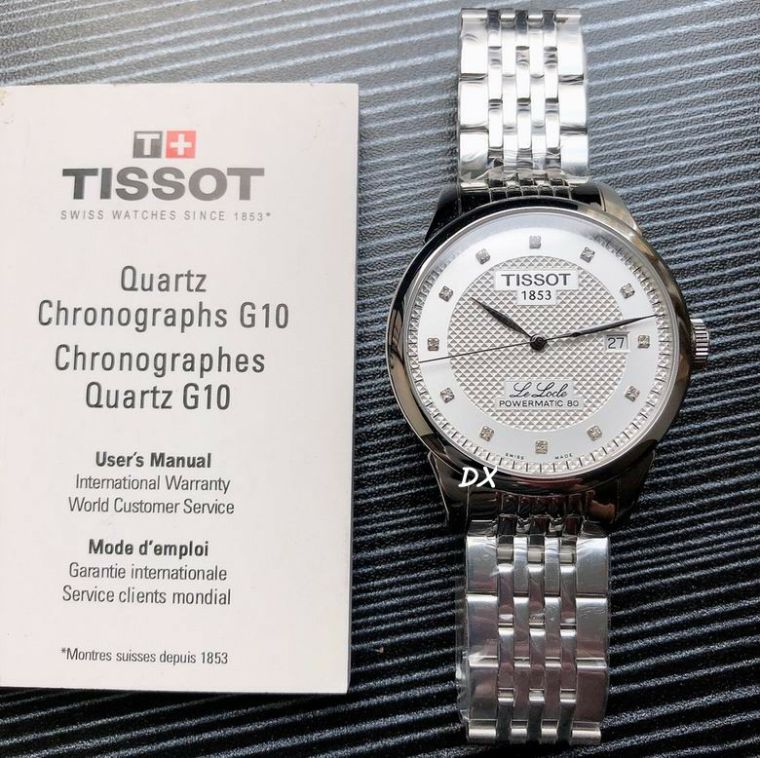 T+
TISSOT
SWISS WATCHES SINCE 1853*
Quartz
Chronographs G10
Chronographes
Quartz G10
User's Manual
International Warranty
World Customer Service
Mode d'emploi
Garantie internationale
Service clients mondial
*Montres suisses depuis 1853
TISSOT
1853
27
Le Locle
POWERMATIC 80
SWISS MADE
DX